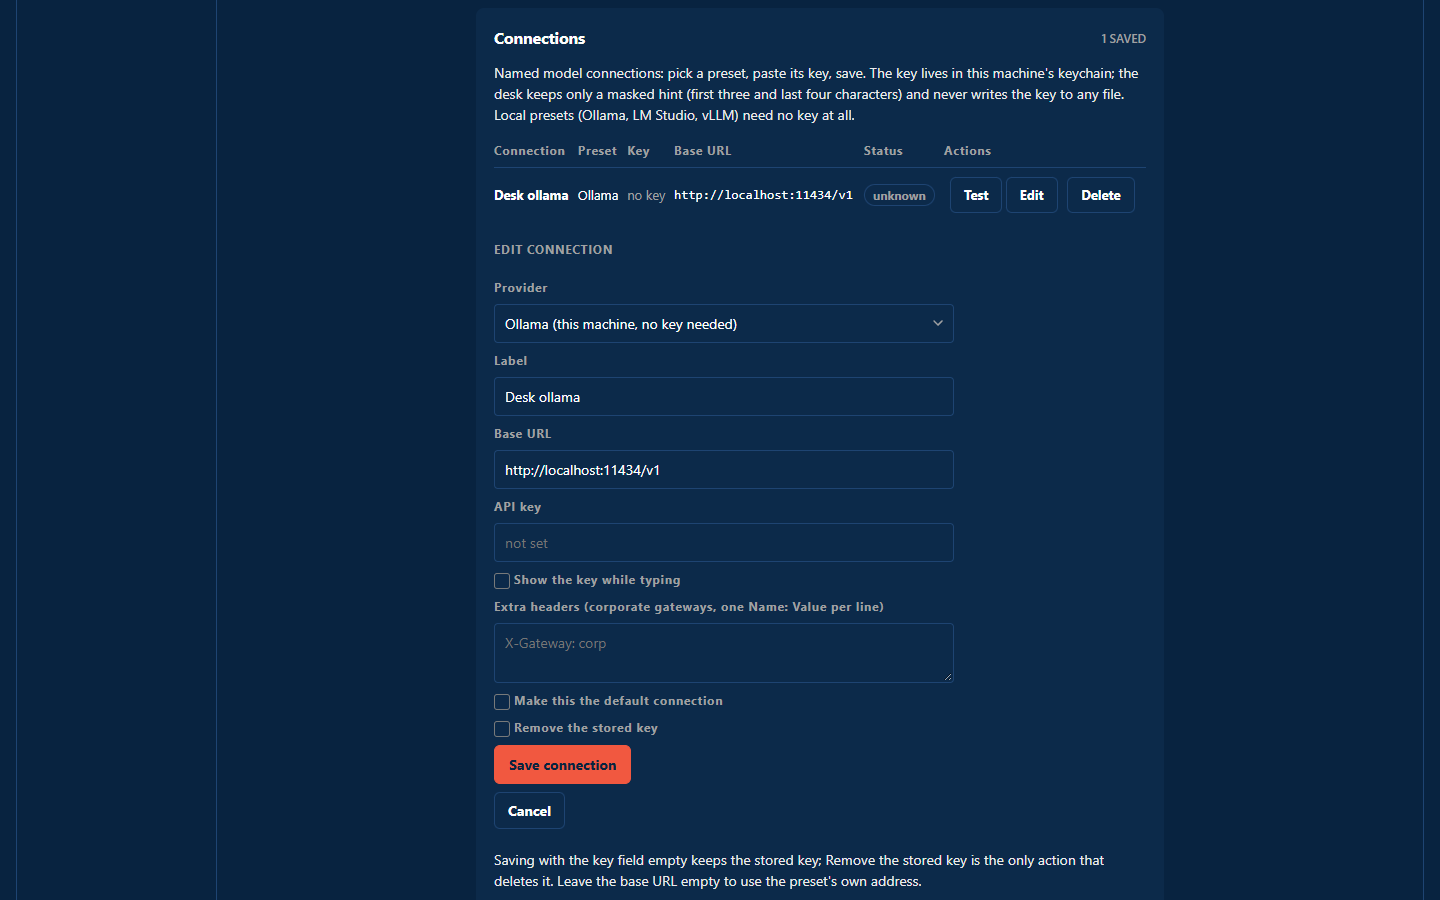 Connections
1 SAVED
Named model connections: pick a preset, paste its key, save. The key lives in this machine's keychain; the
desk keeps only a masked hint (first three and last four characters) and never writes the key to any file.
Local presets (Ollama, LM Studio, vLLM) need no key at all.
Connection Preset Key Base URL Status Actions
Desk ollama Ollama no key http://localhost:11434/v1 unknown Test Edit Delete
EDIT CONNECTION
Provider
Ollama (this machine, no key needed)
Label
Desk ollama
Base URL
http://localhost:11434/v1
API key
not set
Show the key while typing
Extra headers (corporate gateways, one Name: Value per line)
X-Gateway: corp
Make this the default connection
Remove the stored key
Save connection
Cancel
Saving with the key field empty keeps the stored key; Remove the stored key is the only action that
deletes it. Leave the base URL empty to use the preset's own address.